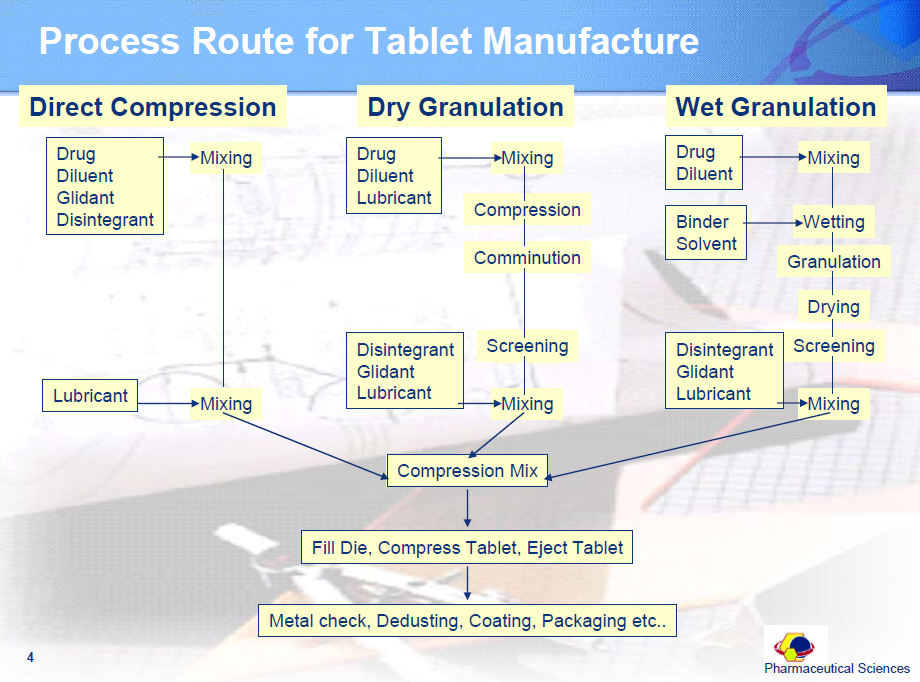 Process Route for Tablet Manufacture
Direct Compression
Drug
Diluent
Glidant
Disintegrant
Mixing
Lubricant
Mixing
Dry Granulation
Drug
Diluent
Lubricant
Mixing
Compression
Comminution
Screening
Disintegrant
Glidant
Lubricant
Mixing
Wet Granulation
Drug
Diluent
Mixing
Binder
Solvent
Wetting
Granulation
Drying
Screening
Disintegrant
Glidant
Lubricant
Mixing
Compression Mix
Fill Die, Compress Tablet, Eject Tablet
Metal check, Dedusting, Coating, Packaging etc..
4
Pharmaceutical Sciences